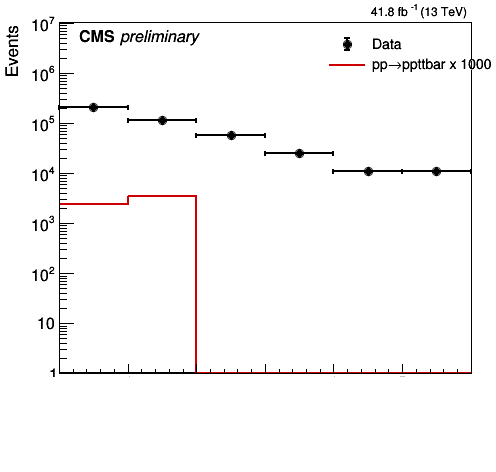 41.8 fb⁻¹ (13 TeV)
CMS preliminary
Data
pp→ppttbar x 1000
Events
10⁷
10⁶
10⁵
10⁴
10³
10²
10
1